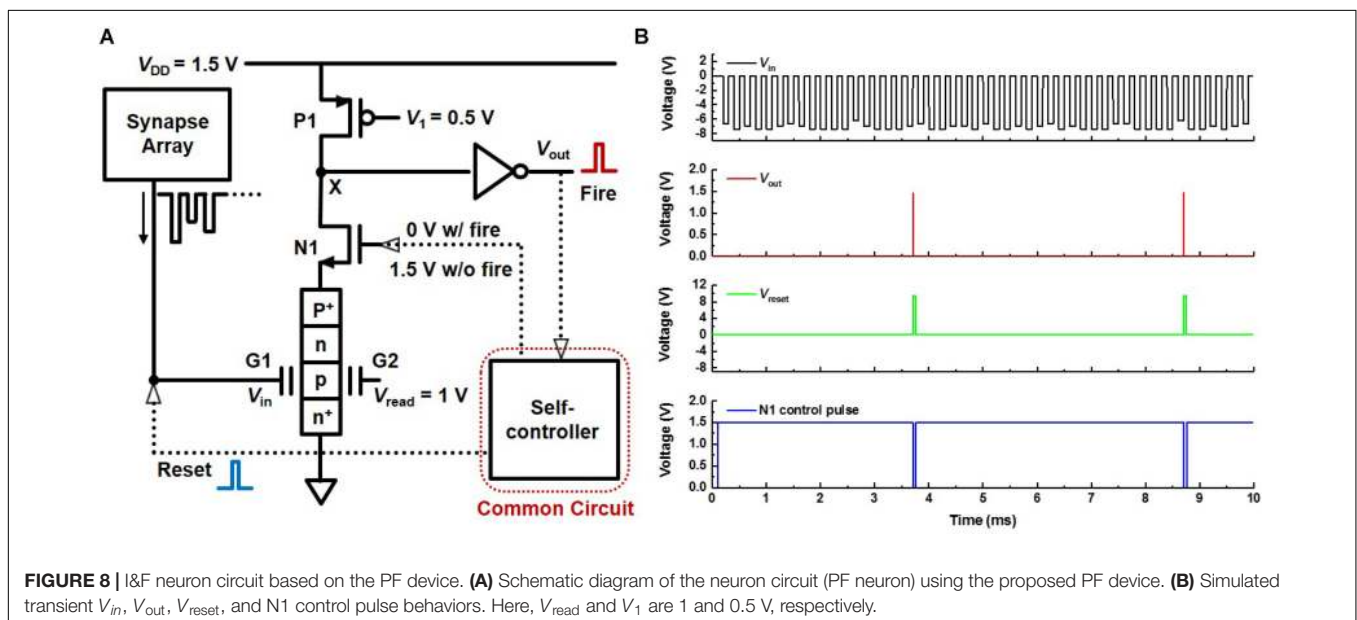 A
V_DD = 1.5 V
Synapse
Array
P1
V_1 = 0.5 V
V_out
X
Fire
N1
0 V w/ fire
1.5 V w/o fire
P+
n
p
n+
G1
V_in
G2
V_read = 1 V
Self-
controller
Reset
Common Circuit
B
Voltage (V)
2
0
-2
-4
-6
-8
V_in
Voltage (V)
2.0
1.5
1.0
0.5
0.0
V_out
Voltage (V)
12
8
4
0
-4
-8
V_reset
Voltage (V)
2.0
1.5
1.0
0.5
0.0
N1 control pulse
0 1 2 3 4 5 6 7 8 9 10
Time (ms)
FIGURE 8 | I&F neuron circuit based on the PF device. (A) Schematic diagram of the neuron circuit (PF neuron) using the proposed PF device. (B) Simulated
transient V_in, V_out, V_reset, and N1 control pulse behaviors. Here, V_read and V_1 are 1 and 0.5 V, respectively.